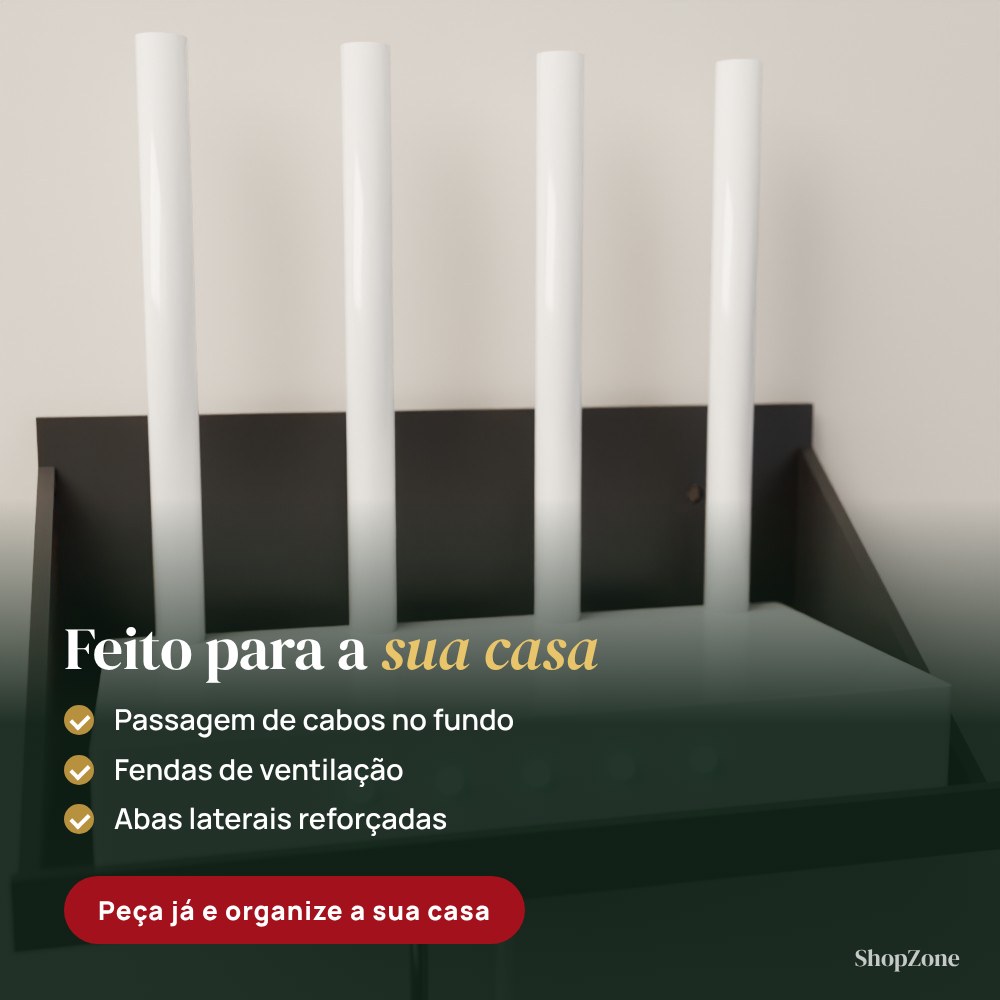 Feito para a sua casa
Passagem de cabos no fundo
Fendas de ventilação
Abas laterais reforçadas
Peça já e organize a sua casa
ShopZone